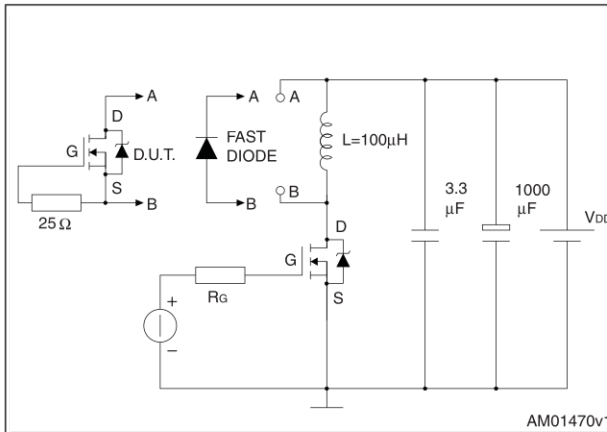 A
D
G
D.U.T.
S
B
25 Ω
A
FAST
DIODE
B
A
B
L=100μH
D
G
S
RG
+
–
3.3
μF
1000
μF
VDD
AM01470v1